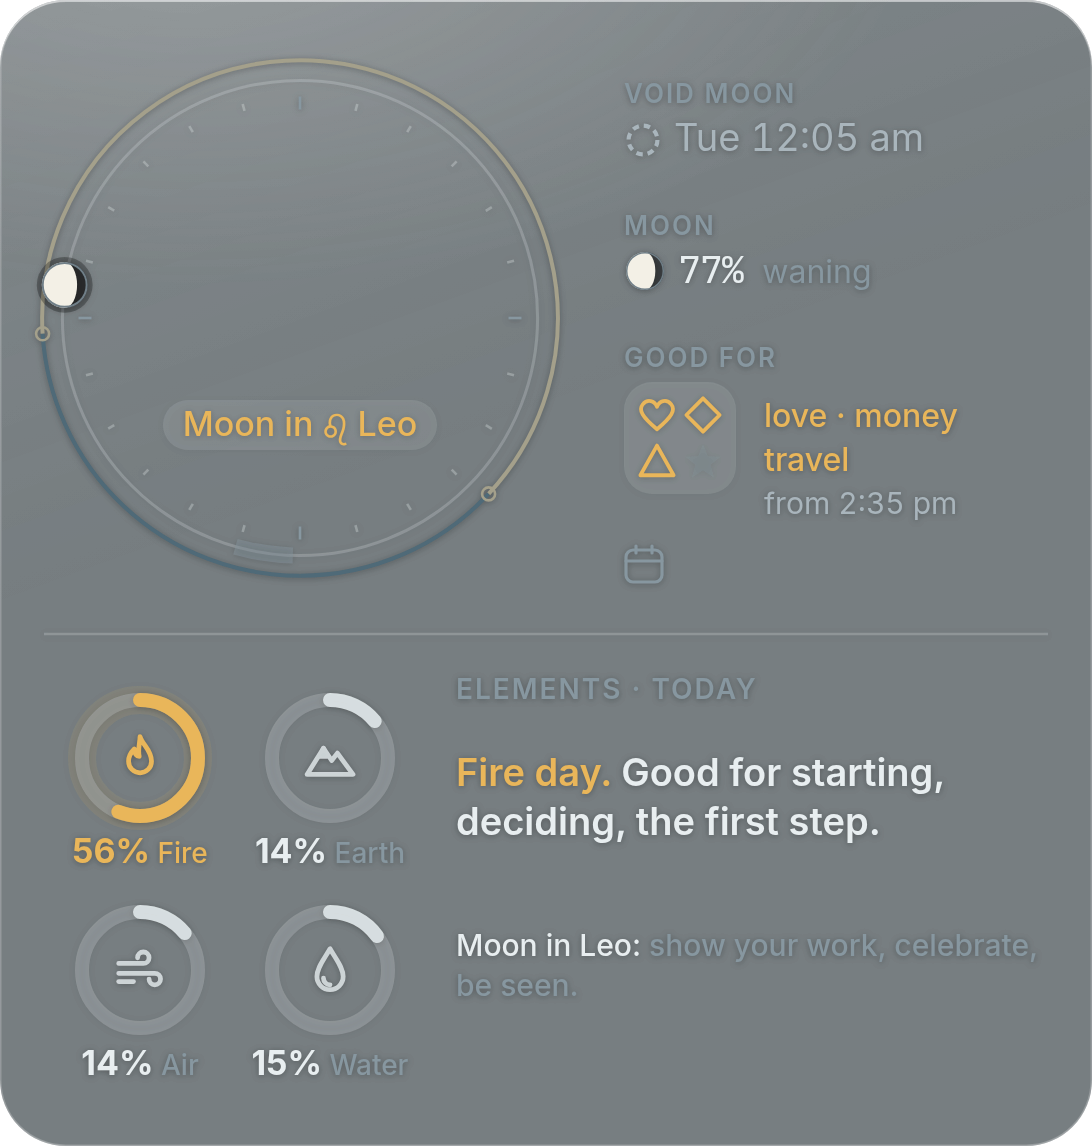 VOID MOON
Tue 12:05 am
MOON
77% waning
GOOD FOR
love · money
travel
from 2:35 pm
Moon in ♌ Leo
ELEMENTS · TODAY
Fire day. Good for starting,
deciding, the first step.
56% Fire
14% Earth
Moon in Leo: show your work, celebrate,
be seen.
14% Air
15% Water